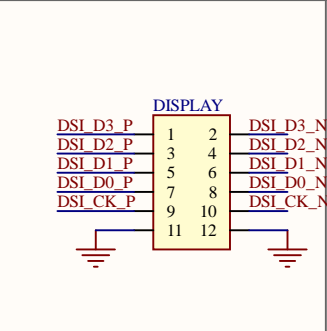 DISPLAY
DSI_D3_P 1 2 DSI_D3_N
DSI_D2_P 3 4 DSI_D2_N
DSI_D1_P 5 6 DSI_D1_N
DSI_D0_P 7 8 DSI_D0_N
DSI_CK_P 9 10 DSI_CK_N
11 12